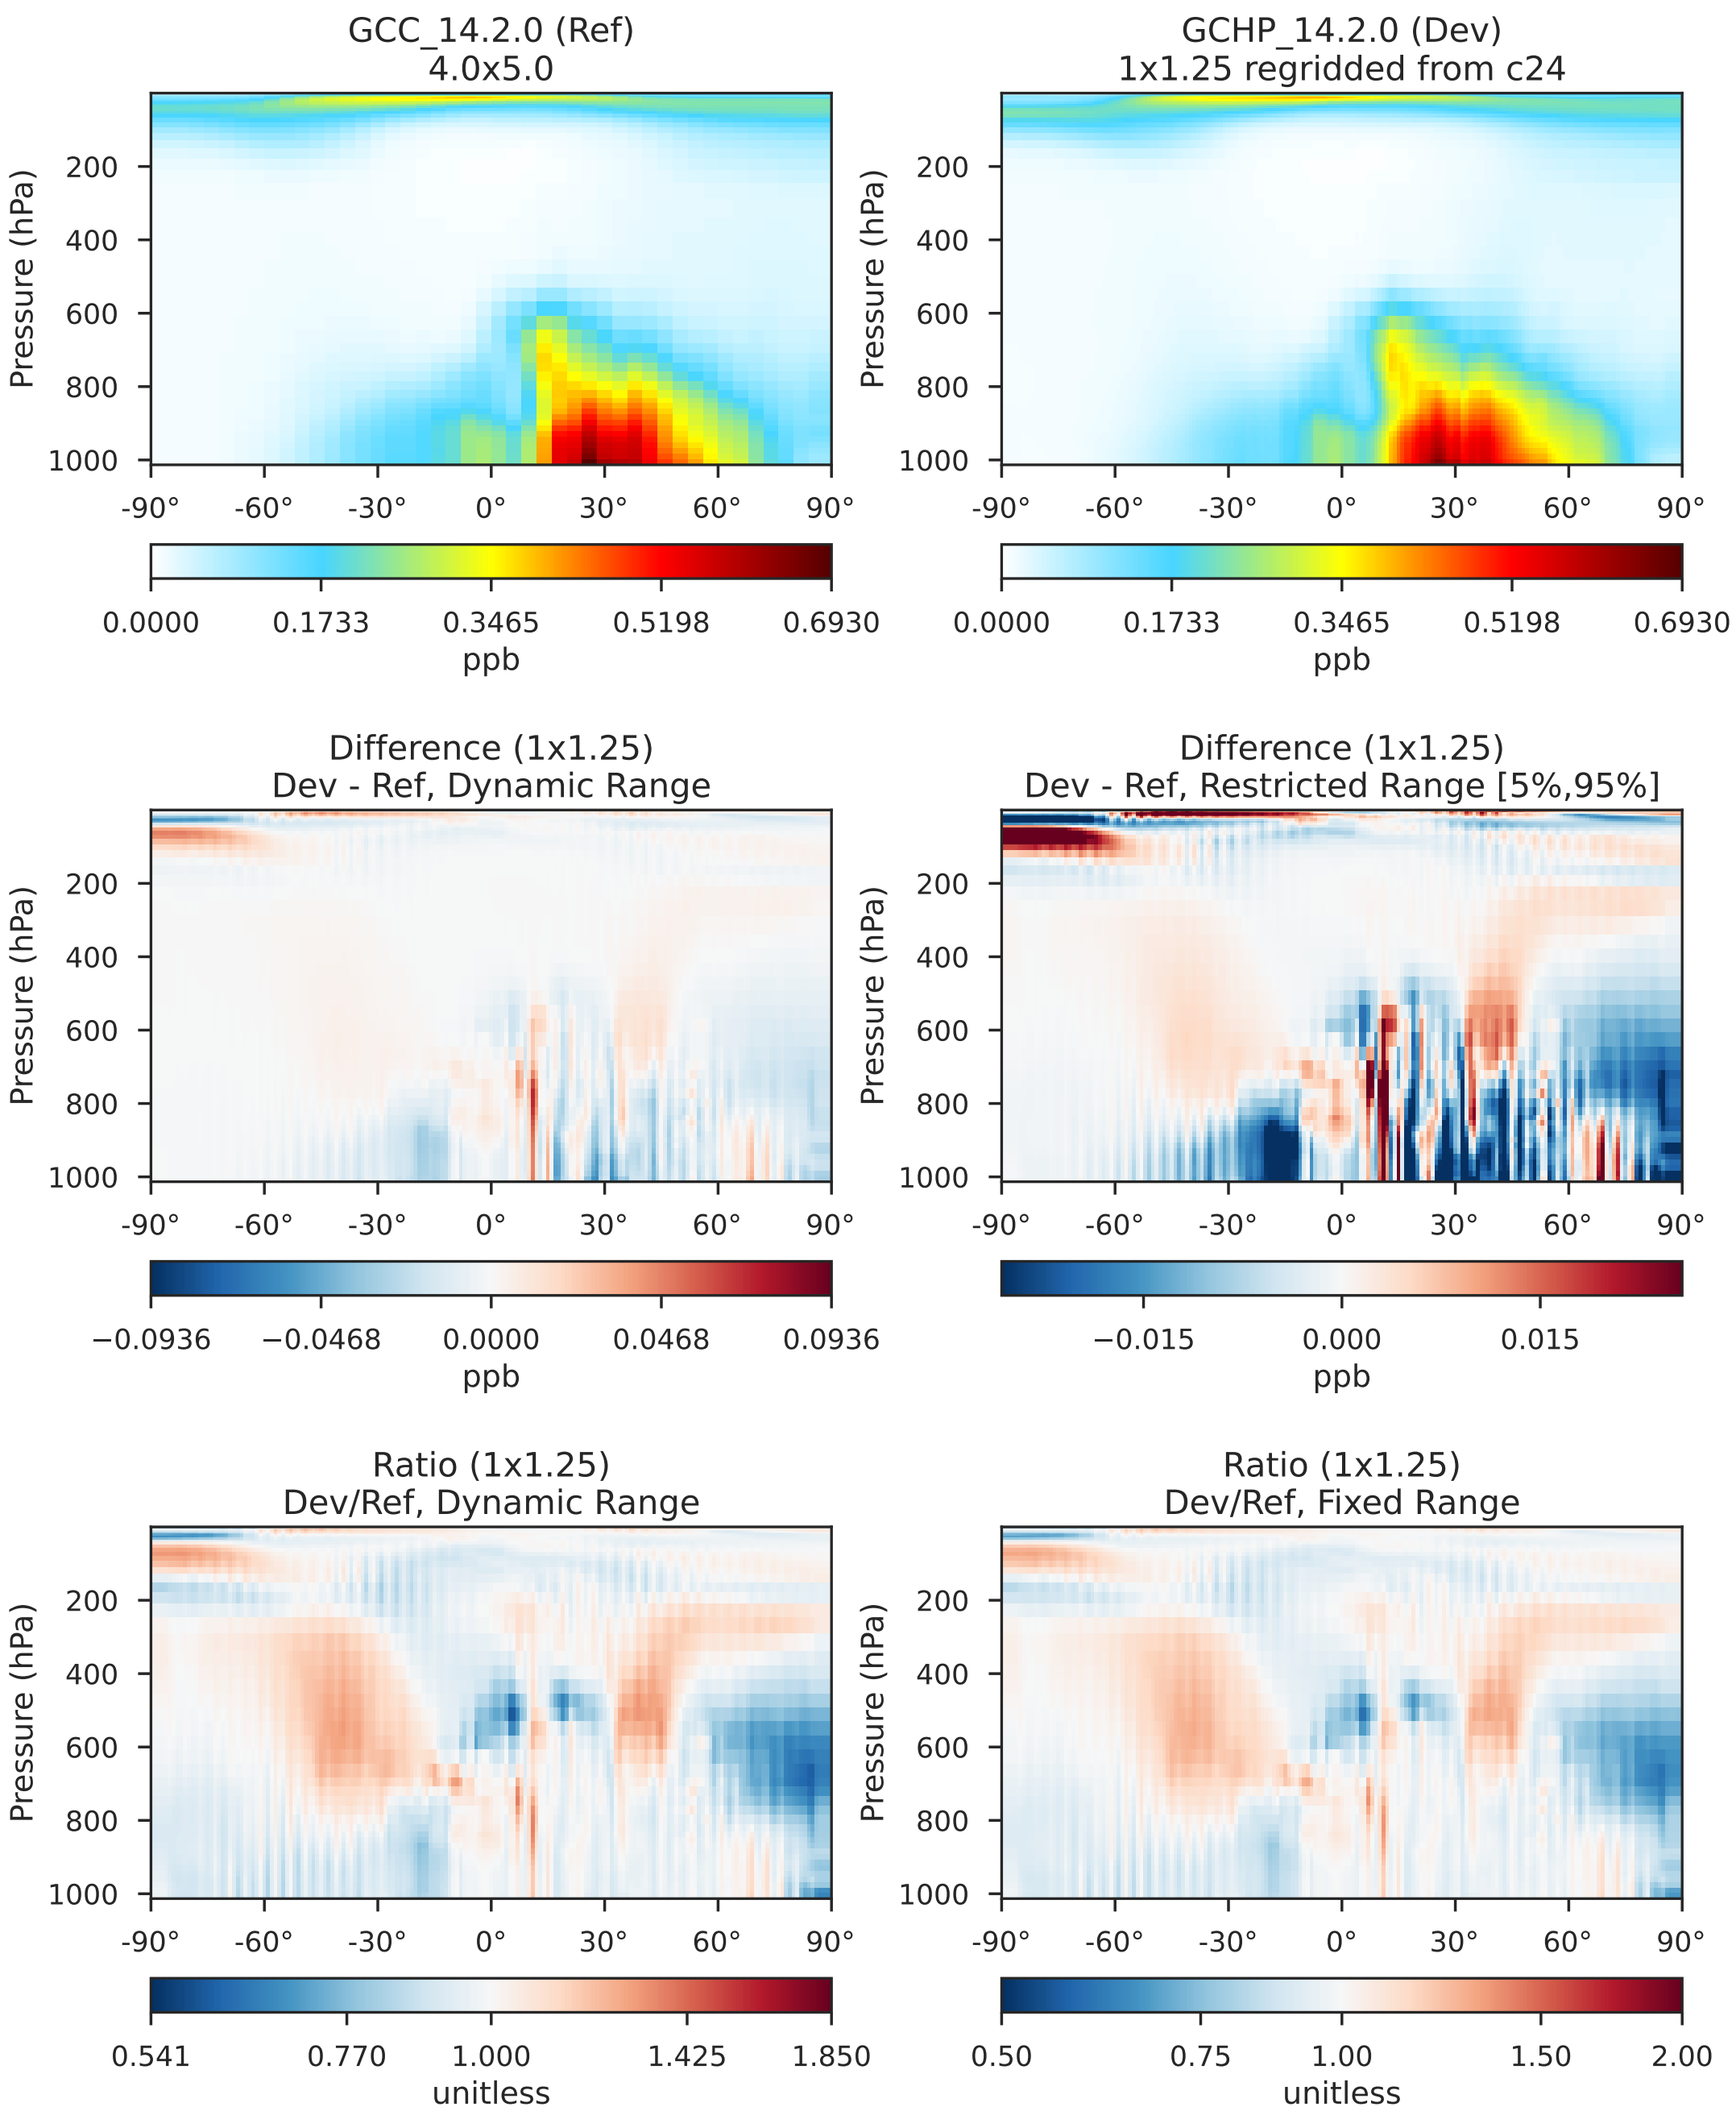 GCC_14.2.0 (Ref)
4.0x5.0
GCHP_14.2.0 (Dev)
1x1.25 regridded from c24
Pressure (hPa)
200
400
600
800
1000
-90° -60° -30° 0° 30° 60° 90°
0.0000 0.1733 0.3465 0.5198 0.6930
ppb
Pressure (hPa)
200
400
600
800
1000
-90° -60° -30° 0° 30° 60° 90°
0.0000 0.1733 0.3465 0.5198 0.6930
ppb
Difference (1x1.25)
Dev - Ref, Dynamic Range
Pressure (hPa)
200
400
600
800
1000
-90° -60° -30° 0° 30° 60° 90°
−0.0936 −0.0468 0.0000 0.0468 0.0936
ppb
Difference (1x1.25)
Dev - Ref, Restricted Range [5%,95%]
Pressure (hPa)
200
400
600
800
1000
-90° -60° -30° 0° 30° 60° 90°
−0.015 0.000 0.015
ppb
Ratio (1x1.25)
Dev/Ref, Dynamic Range
Pressure (hPa)
200
400
600
800
1000
-90° -60° -30° 0° 30° 60° 90°
0.541 0.770 1.000 1.425 1.850
unitless
Ratio (1x1.25)
Dev/Ref, Fixed Range
Pressure (hPa)
200
400
600
800
1000
-90° -60° -30° 0° 30° 60° 90°
0.50 0.75 1.00 1.50 2.00
unitless